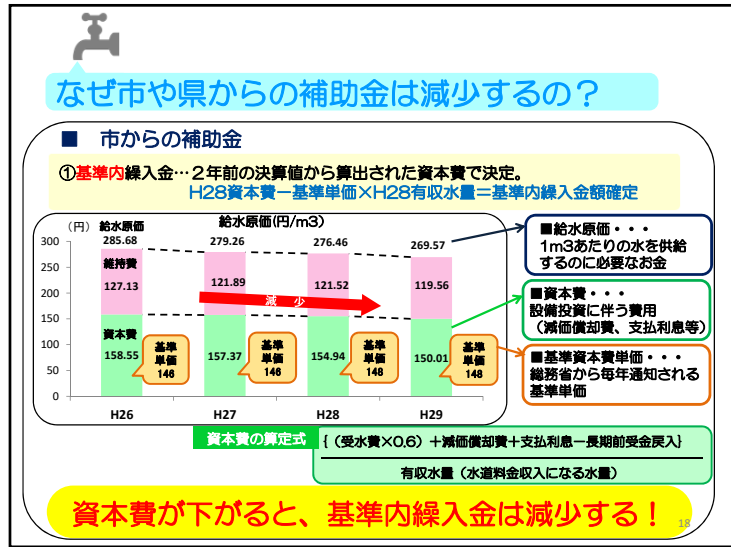 なぜ市や県からの補助金は減少するの？
■ 市からの補助金
①基準内繰入金…２年前の決算値から算出された資本費で決定。
H28資本費－基準単価×H28有収水量＝基準内繰入金額確定
（円）
給水原価
給水原価(円/m3）
285.68
279.26
276.46
269.57
300
250
200
150
100
50
0
維持費
127.13
121.89
121.52
119.56
減　少
資本費
158.55
157.37
154.94
150.01
基準
単価
146
基準
単価
146
基準
単価
148
基準
単価
148
H26
H27
H28
H29
■給水原価・・・
１m3あたりの水を供給
するのに必要なお金
■資本費・・・
設備投資に伴う費用
（減価償却費、支払利息等）
■基準資本費単価・・・
総務省から毎年通知される
基準単価
資本費の算定式
{（受水費×0.6）＋減価償却費＋支払利息－長期前受金戻入}
有収水量（水道料金収入になる水量）
資本費が下がると、基準内繰入金は減少する！
18